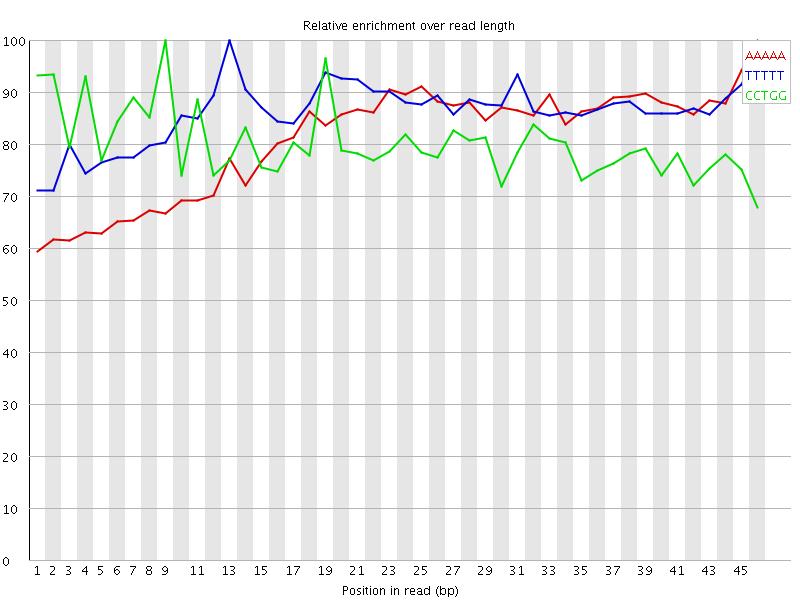 Relative enrichment over read length
100
90
80
70
60
50
40
30
20
10
0
AAAAA
TTTTT
CCTGG
1 2 3 4 5 6 7 8 9 11 13 15 17 19 21 23 25 27 29 31 33 35 37 39 41 43 45
Position in read (bp)